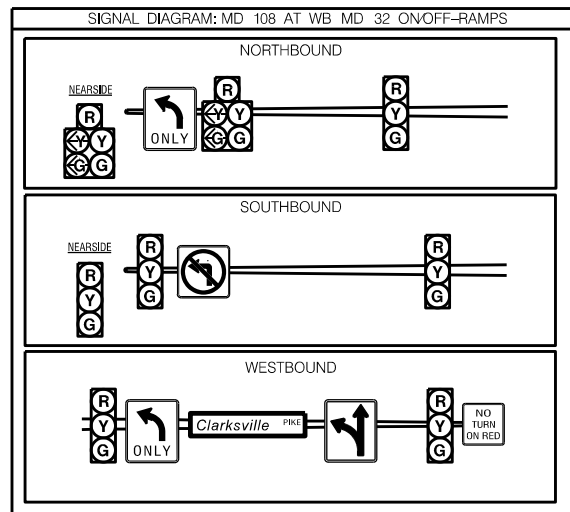 SIGNAL DIAGRAM: MD 108 AT WB MD 32 ON/OFF-RAMPS
NORTHBOUND
NEARSIDE
R
Y Y
G G
ONLY
R
Y Y
G G
R
Y
G
SOUTHBOUND
NEARSIDE
R
Y
G
R
Y
G
R
Y
G
WESTBOUND
R
Y
G
ONLY
Clarksville PIKE
R
Y
G
NO
TURN
ON RED